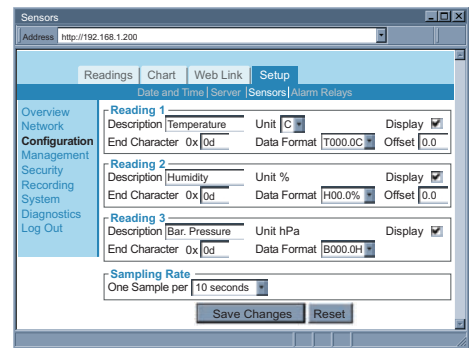 Sensors
Address http://192.168.1.200
Readings Chart Web Link Setup
Date and Time | Server | Sensors | Alarm Relays
Overview
Network
Configuration
Management
Security
Recording
System
Diagnostics
Log Out
Reading 1
Description Temperature Unit C Display
End Character 0x 0d Data Format T000.0C Offset 0.0
Reading 2
Description Humidity Unit % Display
End Character 0x 0d Data Format H00.0% Offset 0.0
Reading 3
Description Bar. Pressure Unit hPa Display
End Character 0x 0d Data Format B000.0H
Sampling Rate
One Sample per 10 seconds
Save Changes Reset